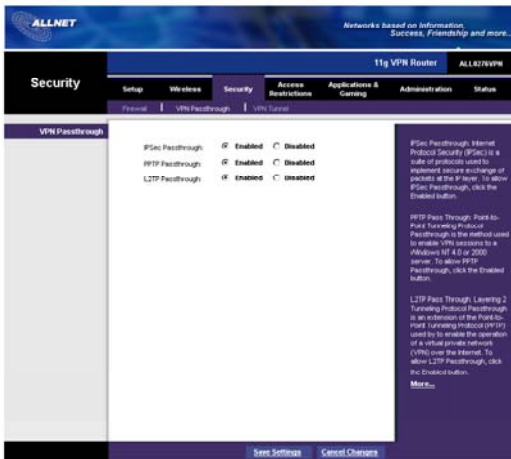 ALLNET
Networks based on Information,
Success, Friendship and more...
11g VPN Router ALL0276VPN
Security
Setup Wireless Security Access Restrictions Applications & Gaming Administration Status
Firewall VPN Passthrough VPN Tunnel
VPN Passthrough
IPSec Passthrough: Enabled Disabled
PPTP Passthrough: Enabled Disabled
L2TP Passthrough: Enabled Disabled
IPSec Passthrough: Internet
Protocol Security (IPSec) is a
suite of protocols used to
implement secure exchange of
packets at the IP layer. To allow
IPSec Passthrough, click the
Enabled button.
PPTP Pass Through: Point-to-
Point Tunneling Protocol
Passthrough is the method used
to enable VPN sessions to a
Windows NT 4.0 or 2000
server. To allow PPTP
Passthrough, click the Enabled
button.
L2TP Pass Through: Layering 2
Tunneling Protocol Passthrough
is an extension of the Point-to-
Point Tunneling Protocol (PPTP)
used by to enable the operation
of a virtual private network
(VPN) over the Internet. To
allow L2TP Passthrough, click
the Enabled button.
More...
Save Settings Cancel Changes